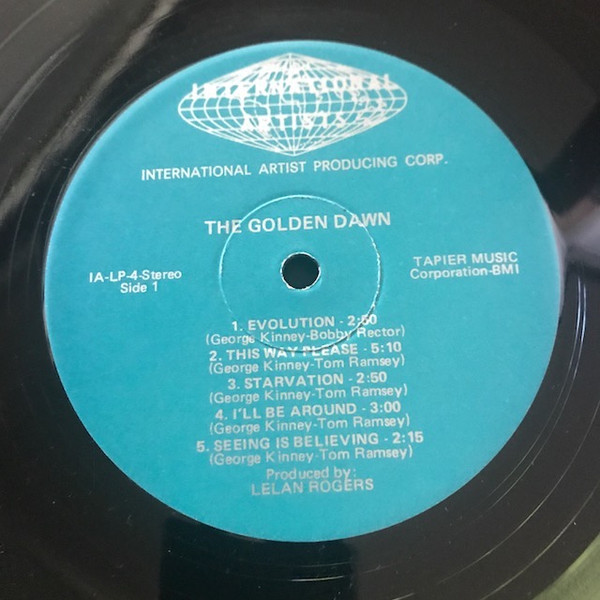 INTERNATIONAL
ARTISTS
INTERNATIONAL ARTIST PRODUCING CORP.
THE GOLDEN DAWN
IA-LP-4-Stereo
Side 1
TAPIER MUSIC
Corporation-BMI
1. EVOLUTION - 2:50
(George Kinney-Bobby Rector)
2. THIS WAY PLEASE - 5:10
(George Kinney-Tom Ramsey)
3. STARVATION - 2:50
(George Kinney-Tom Ramsey)
4. I'LL BE AROUND - 3:00
(George Kinney-Tom Ramsey)
5. SEEING IS BELIEVING - 2:15
(George Kinney-Tom Ramsey)
Produced by:
LELAN ROGERS